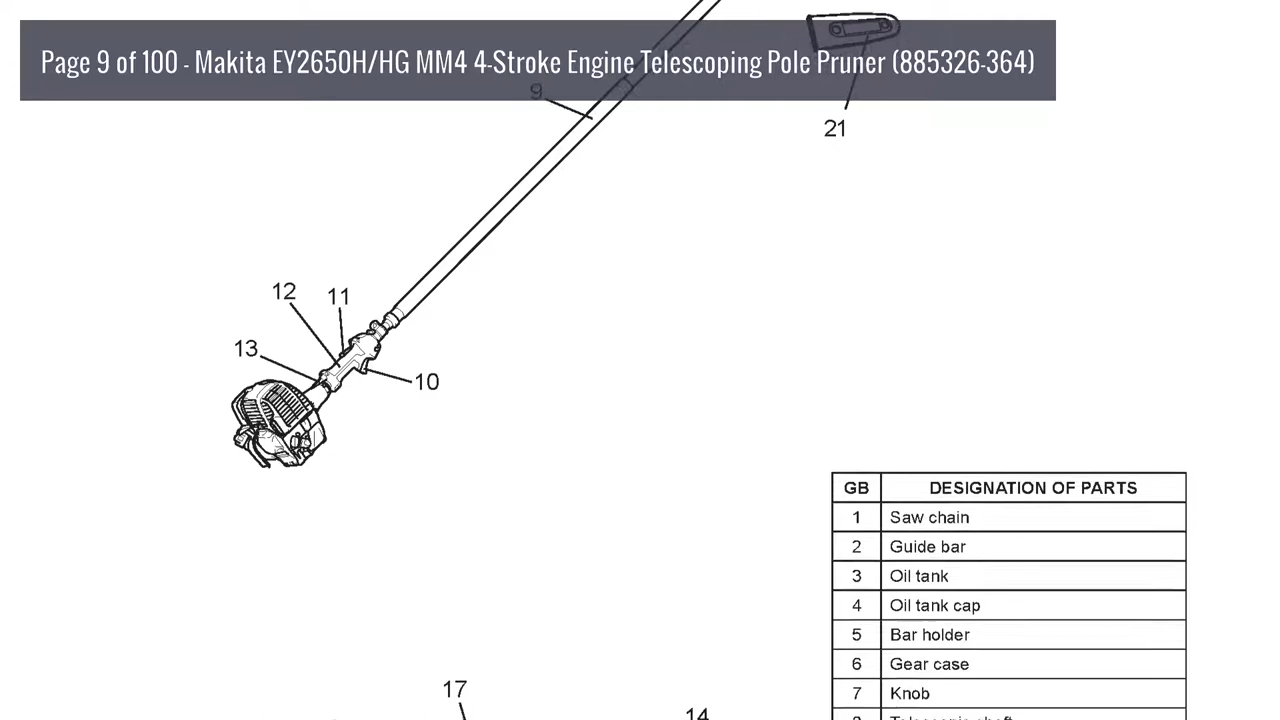 Page 9 of 100 - Makita EY2650H/HG MM4 4-Stroke Engine Telescoping Pole Pruner (885326-364)
9
21
12
11
13
10
GB DESIGNATION OF PARTS
1 Saw chain
2 Guide bar
3 Oil tank
4 Oil tank cap
5 Bar holder
6 Gear case
7 Knob
17
14